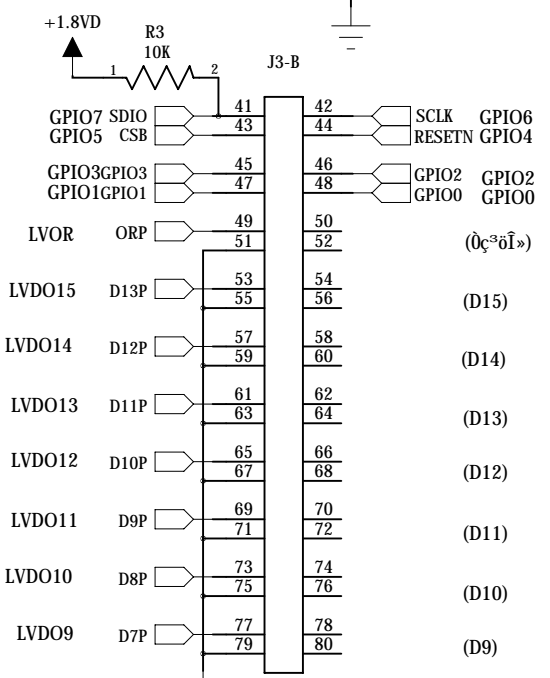 +1.8VD
R3
10K
1 2
J3-B
GPIO7 SDIO 41 42 SCLK GPIO6
GPIO5 CSB 43 44 RESETN GPIO4
GPIO3GPIO3 45 46 GPIO2 GPIO2
GPIO1GPIO1 47 48 GPIO0 GPIO0
LVOR ORP 49 50
51 52 (Òç³öÎ»)
LVDO15 D13P 53 54
55 56 (D15)
LVDO14 D12P 57 58
59 60 (D14)
LVDO13 D11P 61 62
63 64 (D13)
LVDO12 D10P 65 66
67 68 (D12)
LVDO11 D9P 69 70
71 72 (D11)
LVDO10 D8P 73 74
75 76 (D10)
LVDO9 D7P 77 78
79 80 (D9)